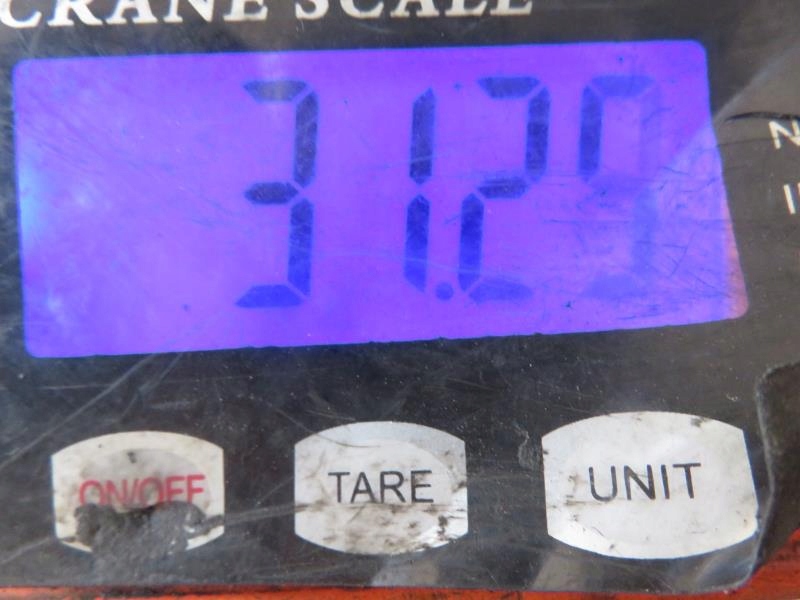 CRANE SCALE
31.29
ON/OFF
TARE
UNIT